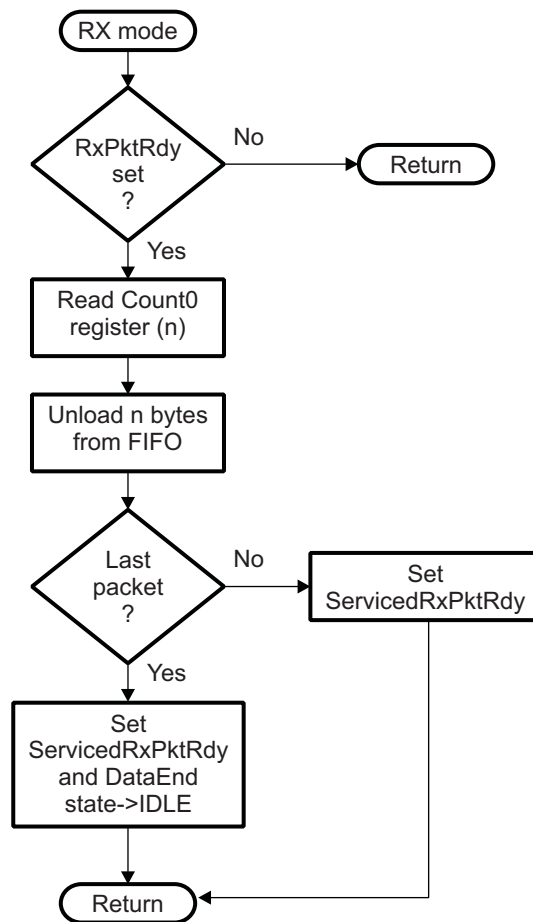 RX mode
RxPktRdy
set
?
No
Return
Yes
Read Count0
register (n)
Unload n bytes
from FIFO
Last
packet
?
No
Set
ServicedRxPktRdy
Yes
Set
ServicedRxPktRdy
and DataEnd
state->IDLE
Return